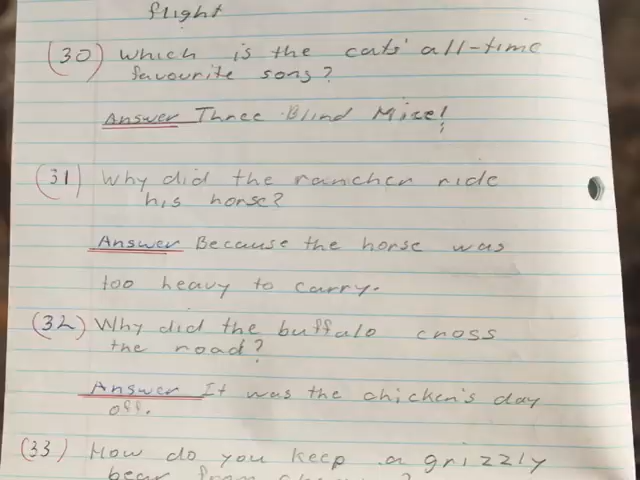 flight
(30) Which is the cats' all-time
favourite song?
Answer Three Blind Mice!
(31) Why did the rancher ride
his horse?
Answer Because the horse was
too heavy to carry.
(32) Why did the buffalo cross
the road?
Answer It was the chicken's day
off.
(33) How do you keep a grizzly
bear from